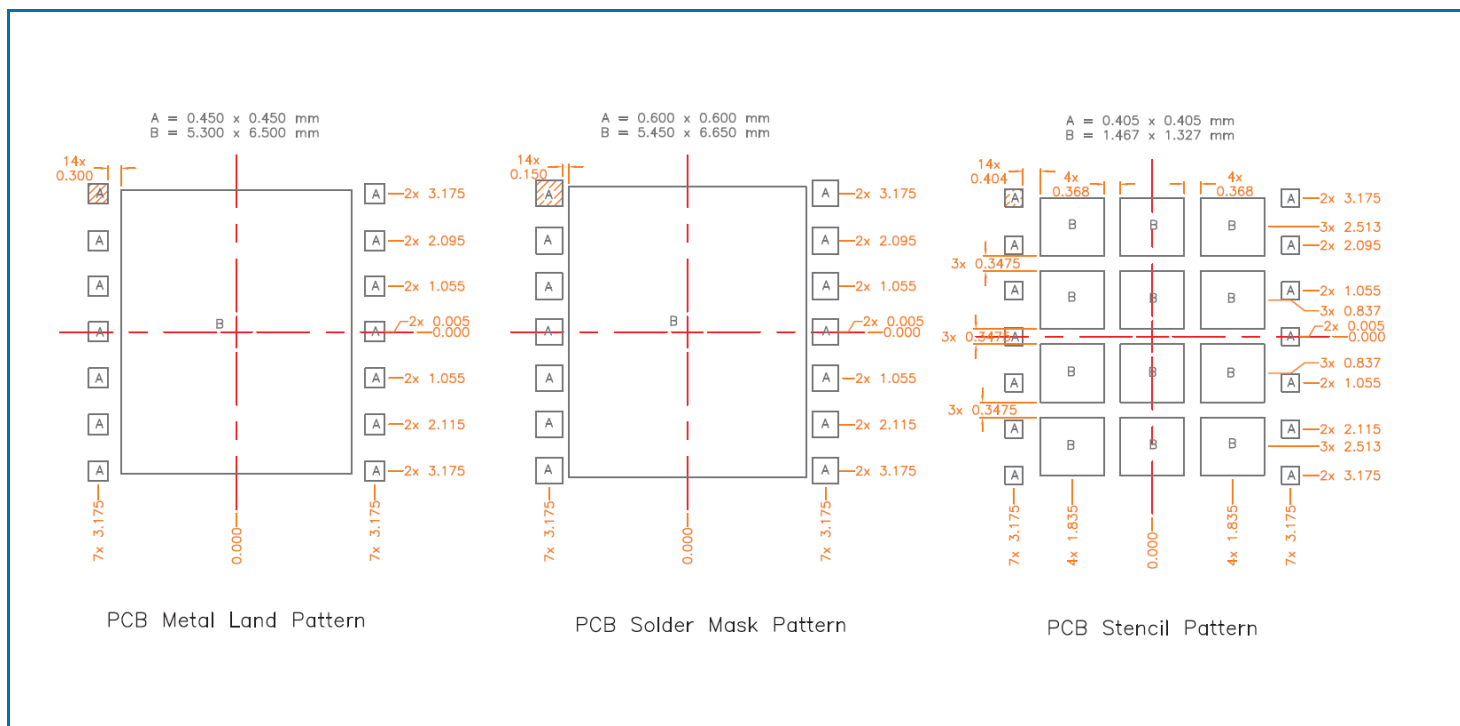 A = 0.450 x 0.450 mm
B = 5.300 x 6.500 mm
14x
0.300
A
A
2x 3.175
A
A
2x 2.095
A
A
2x 1.055
B
2x 0.005
A
A
0.000
A
A
2x 1.055
A
A
2x 2.115
A
A
2x 3.175
7x 3.175
0.000
7x 3.175
PCB Metal Land Pattern
A = 0.600 x 0.600 mm
B = 5.450 x 6.650 mm
14x
0.150
A
A
2x 3.175
A
A
2x 2.095
A
A
2x 1.055
B
2x 0.005
A
A
0.000
A
A
2x 1.055
A
A
2x 2.115
A
A
2x 3.175
7x 3.175
0.000
7x 3.175
PCB Solder Mask Pattern
A = 0.405 x 0.405 mm
B = 1.467 x 1.327 mm
14x
0.404
4x
0.368
4x
0.368
A
A
2x 3.175
B
B
B
3x 2.513
A
A
2x 2.095
3x 0.3475
A
A
2x 1.055
B
B
B
3x 0.837
2x 0.005
3x 0.3475
A
A
0.000
B
B
B
3x 0.837
A
A
2x 1.055
3x 0.3475
A
A
2x 2.115
B
B
B
3x 2.513
A
A
2x 3.175
7x 3.175
4x 1.835
0.000
4x 1.835
7x 3.175
PCB Stencil Pattern